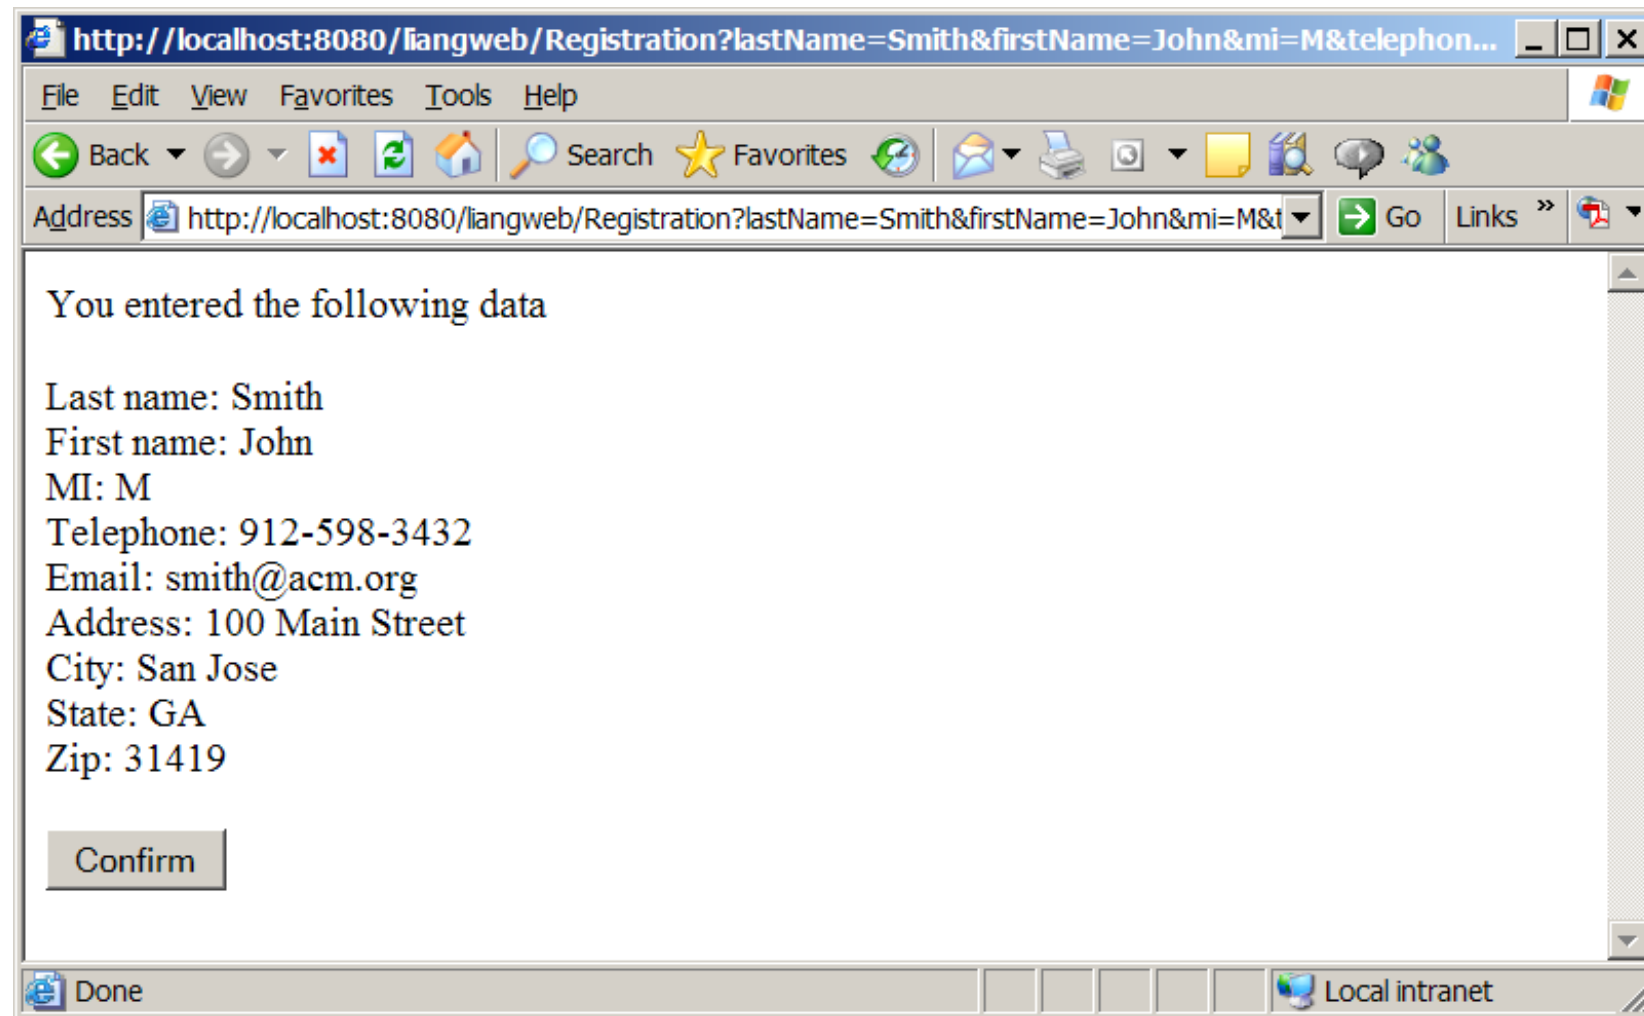 http://localhost:8080/liangweb/Registration?lastName=Smith&firstName=John&mi=M&telephon...
File Edit View Favorites Tools Help
Back Search Favorites
Address http://localhost:8080/liangweb/Registration?lastName=Smith&firstName=John&mi=M&t Go Links »
You entered the following data
Last name: Smith
First name: John
MI: M
Telephone: 912-598-3432
Email: smith@acm.org
Address: 100 Main Street
City: San Jose
State: GA
Zip: 31419
Confirm
Done Local intranet